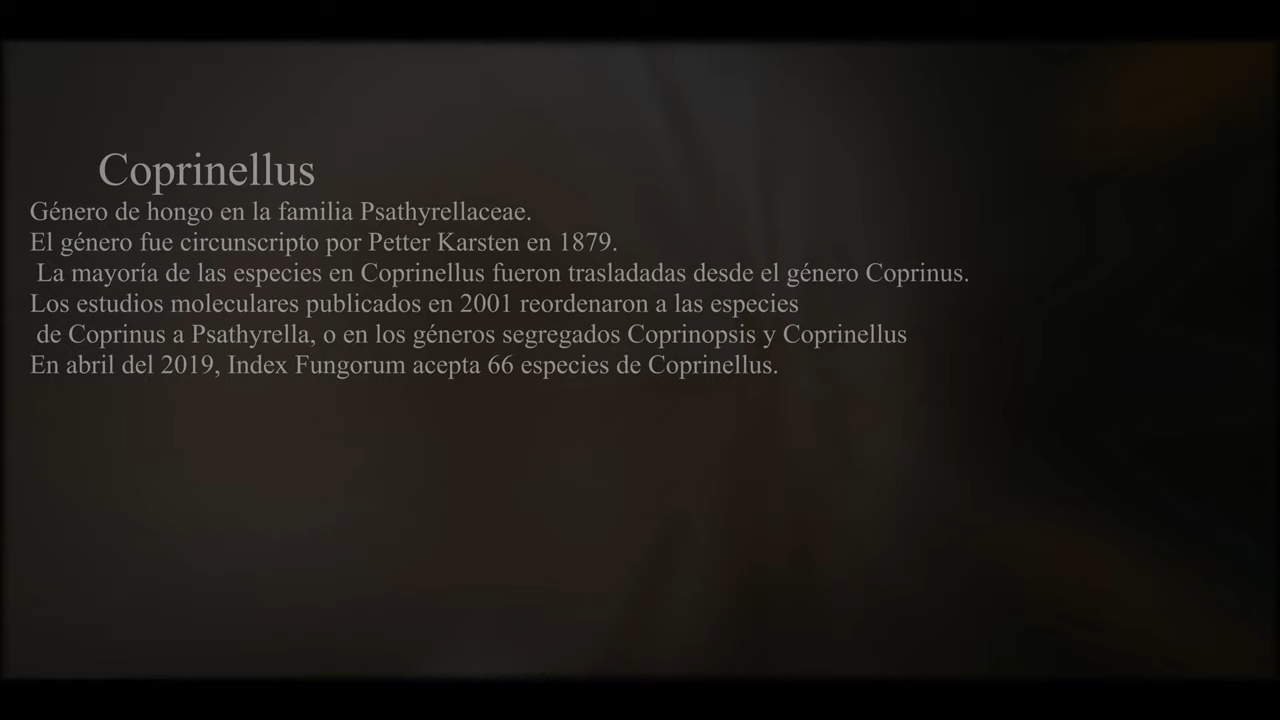 Coprinellus
Género de hongo en la familia Psathyrellaceae.
El género fue circunscripto por Petter Karsten en 1879.
La mayoría de las especies en Coprinellus fueron trasladadas desde el género Coprinus.
Los estudios moleculares publicados en 2001 reordenaron a las especies
de Coprinus a Psathyrella, o en los géneros segregados Coprinopsis y Coprinellus
En abril del 2019, Index Fungorum acepta 66 especies de Coprinellus.